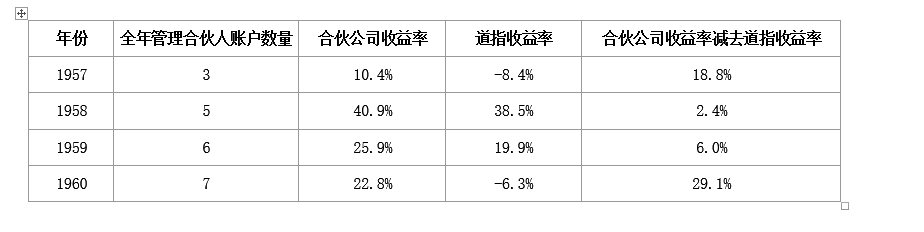 年份 全年管理合伙人账户数量 合伙公司收益率 道指收益率 合伙公司收益率减去道指收益率
1957 3 10.4% -8.4% 18.8%
1958 5 40.9% 38.5% 2.4%
1959 6 25.9% 19.9% 6.0%
1960 7 22.8% -6.3% 29.1%